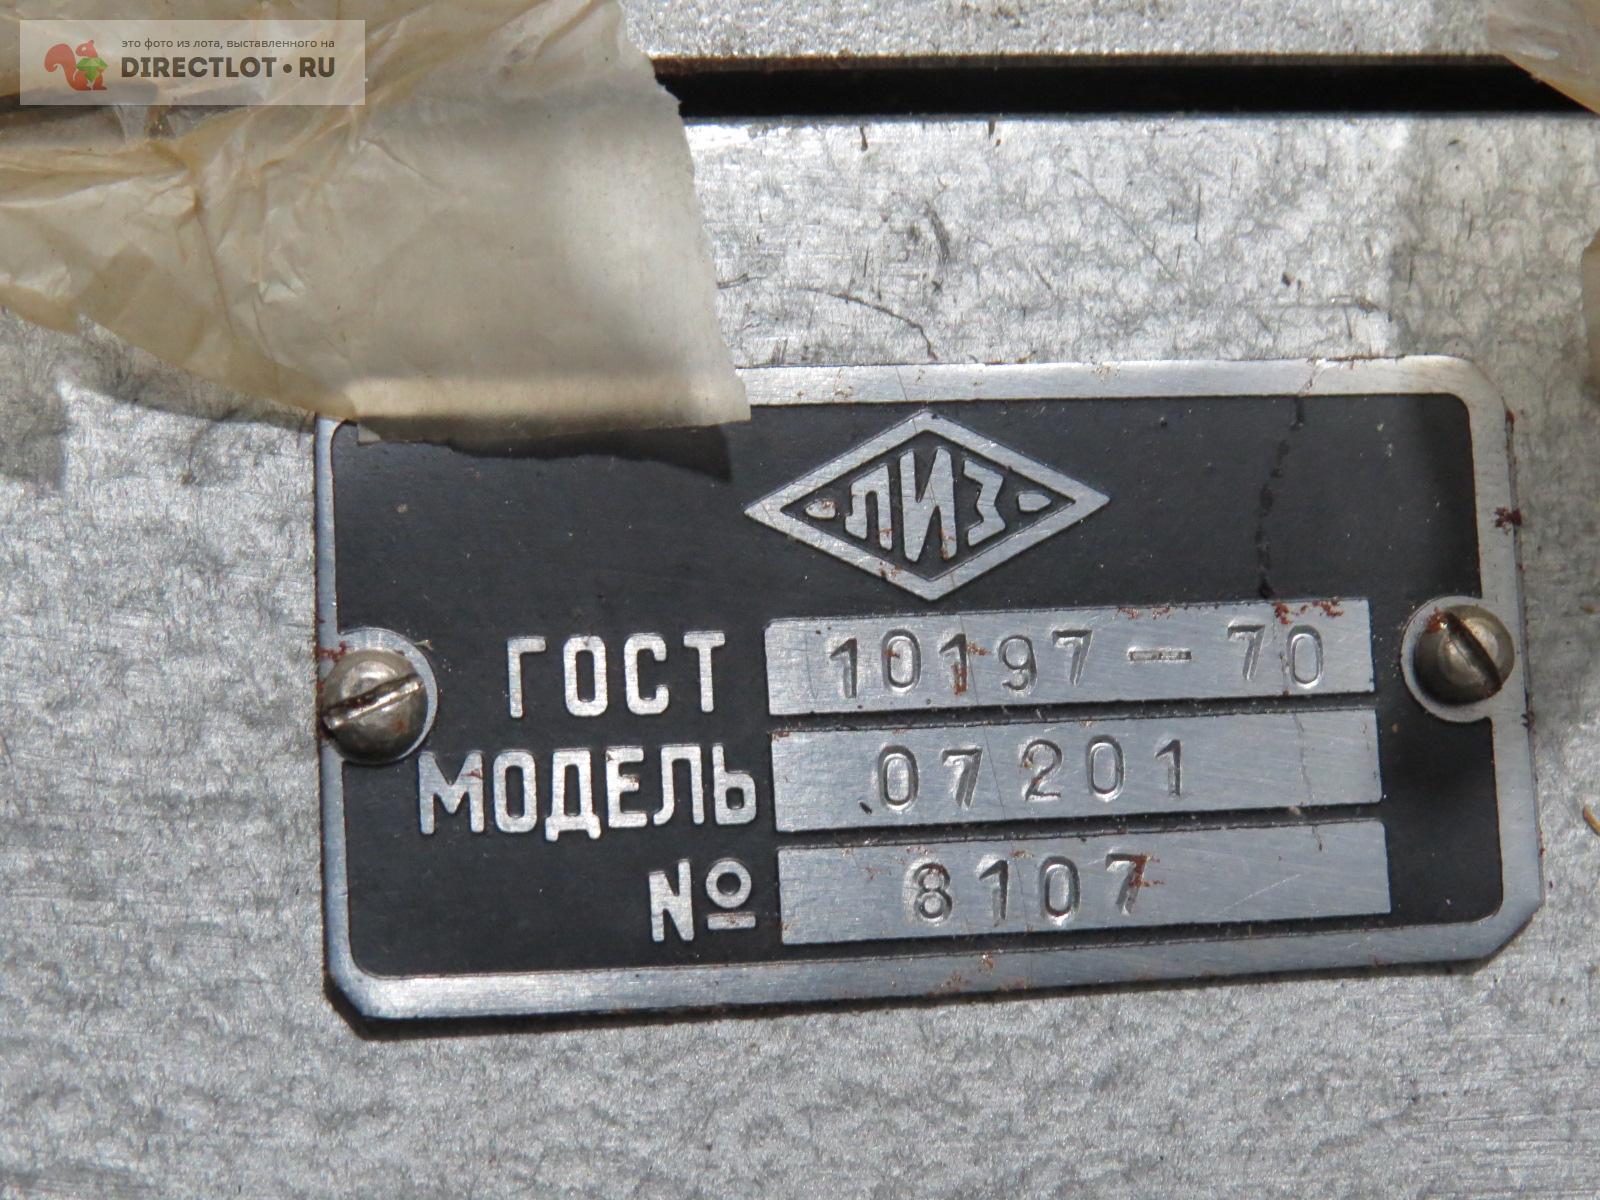 это фото из лота, выставленного на
DIRECTLOT•RU
ЛИЗ
ГОСТ 10197-70
МОДЕЛЬ 07201
№ 8107